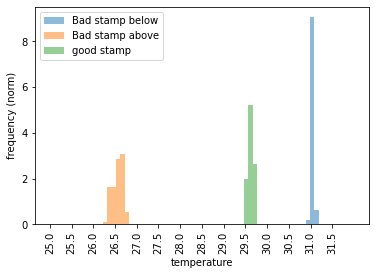 Bad stamp below
Bad stamp above
good stamp
frequency (norm)
8
6
4
2
0
25.0 25.5 26.0 26.5 27.0 27.5 28.0 28.5 29.0 29.5 30.0 30.5 31.0 31.5
temperature